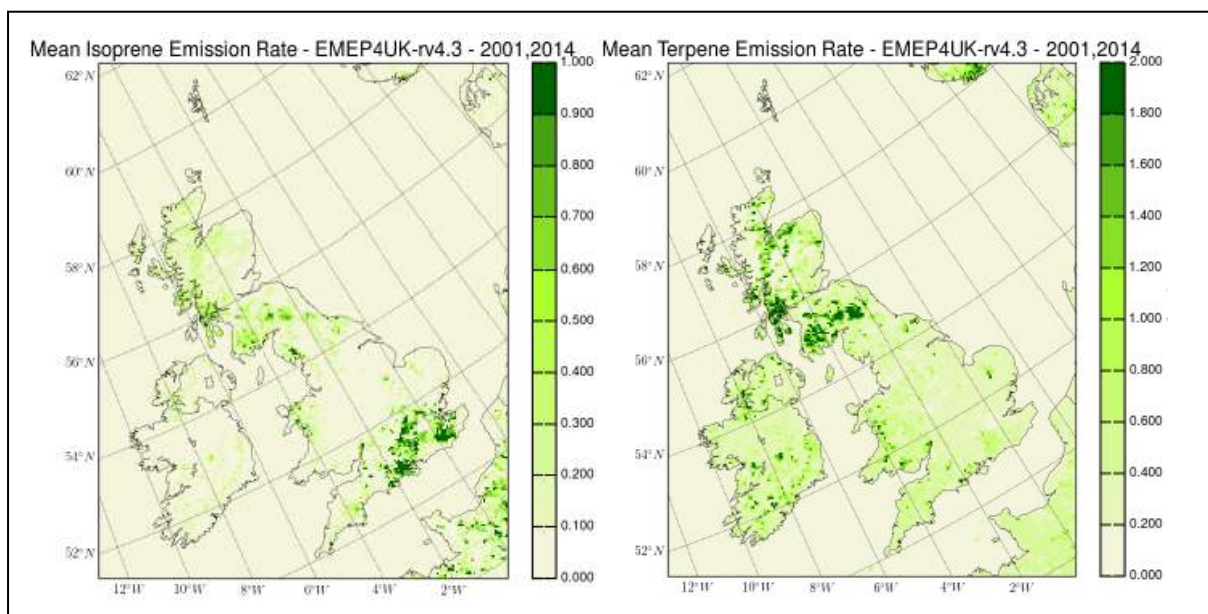 Mean Isoprene Emission Rate - EMEP4UK-rv4.3 - 2001,2014
62°N
60°N
58°N
56°N
54°N
52°N
12°W 10°W 8°W 6°W 4°W 2°W
1.000
0.900
0.800
0.700
0.600
0.500
0.400
0.300
0.200
0.100
0.000
Mean Terpene Emission Rate - EMEP4UK-rv4.3 - 2001,2014
62°N
60°N
58°N
56°N
54°N
52°N
12°W 10°W 8°W 6°W 4°W 2°W
2.000
1.800
1.600
1.400
1.200
1.000
0.800
0.600
0.400
0.200
0.000